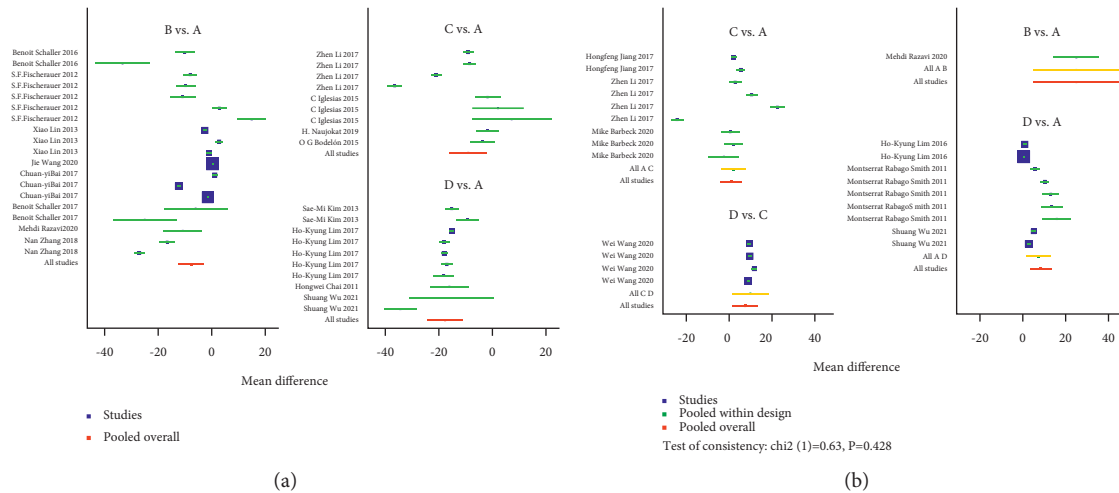 B vs. A
Benoit Schaller 2016
Benoit Schaller 2016
S.F.Fischerauer 2012
S.F.Fischerauer 2012
S.F.Fischerauer 2012
S.F.Fischerauer 2012
S.F.Fischerauer 2012
Xiao Lin 2013
Xiao Lin 2013
Xiao Lin 2013
Jie Wang 2020
Chuan-yiBai 2017
Chuan-yiBai 2017
Chuan-yiBai 2017
Benoit Schaller 2017
Benoit Schaller 2017
Mehdi Razavi2020
Nan Zhang 2018
Nan Zhang 2018
All studies
-40 -20 0 20
C vs. A
Zhen Li 2017
Zhen Li 2017
Zhen Li 2017
Zhen Li 2017
C Iglesias 2015
C Iglesias 2015
C Iglesias 2015
H. Naujokat 2019
O G Bodelón 2015
All studies
D vs. A
Sae-Mi Kim 2013
Sae-Mi Kim 2013
Ho-Kyung Lim 2017
Ho-Kyung Lim 2017
Ho-Kyung Lim 2017
Ho-Kyung Lim 2017
Ho-Kyung Lim 2017
Hongwei Chai 2011
Shuang Wu 2021
Shuang Wu 2021
All studies
-40 -20 0 20
Mean difference
Studies
Pooled overall
(a)
C vs. A
Hongfeng Jiang 2017
Hongfeng Jiang 2017
Zhen Li 2017
Zhen Li 2017
Zhen Li 2017
Zhen Li 2017
Mike Barbeck 2020
Mike Barbeck 2020
Mike Barbeck 2020
All A C
All studies
D vs. C
Wei Wang 2020
Wei Wang 2020
Wei Wang 2020
Wei Wang 2020
All C D
All studies
-20 0 20 40
B vs. A
Mehdi Razavi 2020
All A B
All studies
D vs. A
Ho-Kyung Lim 2016
Ho-Kyung Lim 2016
Montserrat Rabago Smith 2011
Montserrat Rabago Smith 2011
Montserrat Rabago Smith 2011
Montserrat RabagoS mith 2011
Montserrat Rabago Smith 2011
Shuang Wu 2021
Shuang Wu 2021
All A D
All studies
-20 0 20 40
Mean difference
Studies
Pooled within design
Pooled overall
Test of consistency: chi2 (1)=0.63, P=0.428
(b)